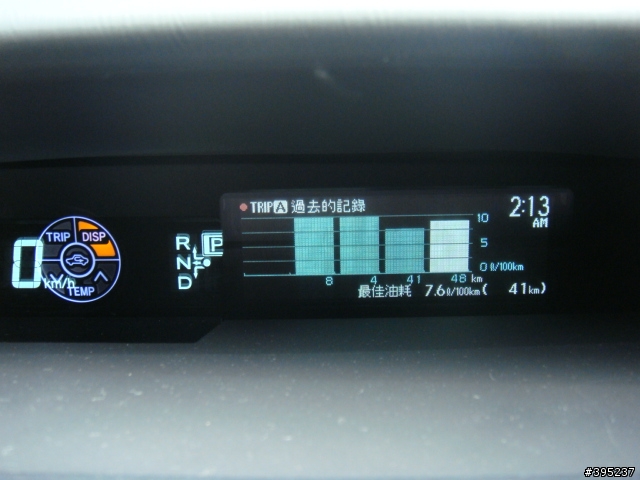 TRIP A 過去的記錄
2:13
AM
10
5
0 ℓ/100km
8 4 41 48 km
最佳油耗 7.6ℓ/100km( 41km)
TRIP DISP
TEMP
0 km/h
R P
N
D
#395237